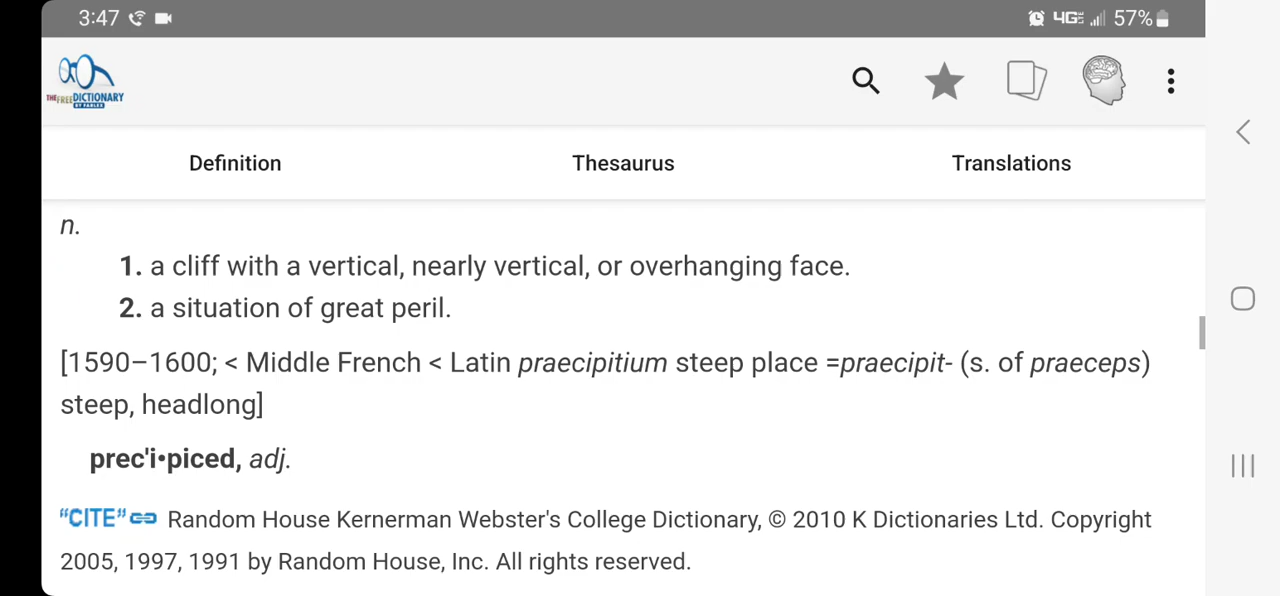 3:47 4GE 57%
THE FREE DICTIONARY
BY FARLEX
Definition Thesaurus Translations
n.
1. a cliff with a vertical, nearly vertical, or overhanging face.
2. a situation of great peril.
[1590–1600; < Middle French < Latin praecipitium steep place =praecipit- (s. of praeceps)
steep, headlong]
prec'i•piced, adj.
"CITE" Random House Kernerman Webster's College Dictionary, © 2010 K Dictionaries Ltd. Copyright
2005, 1997, 1991 by Random House, Inc. All rights reserved.